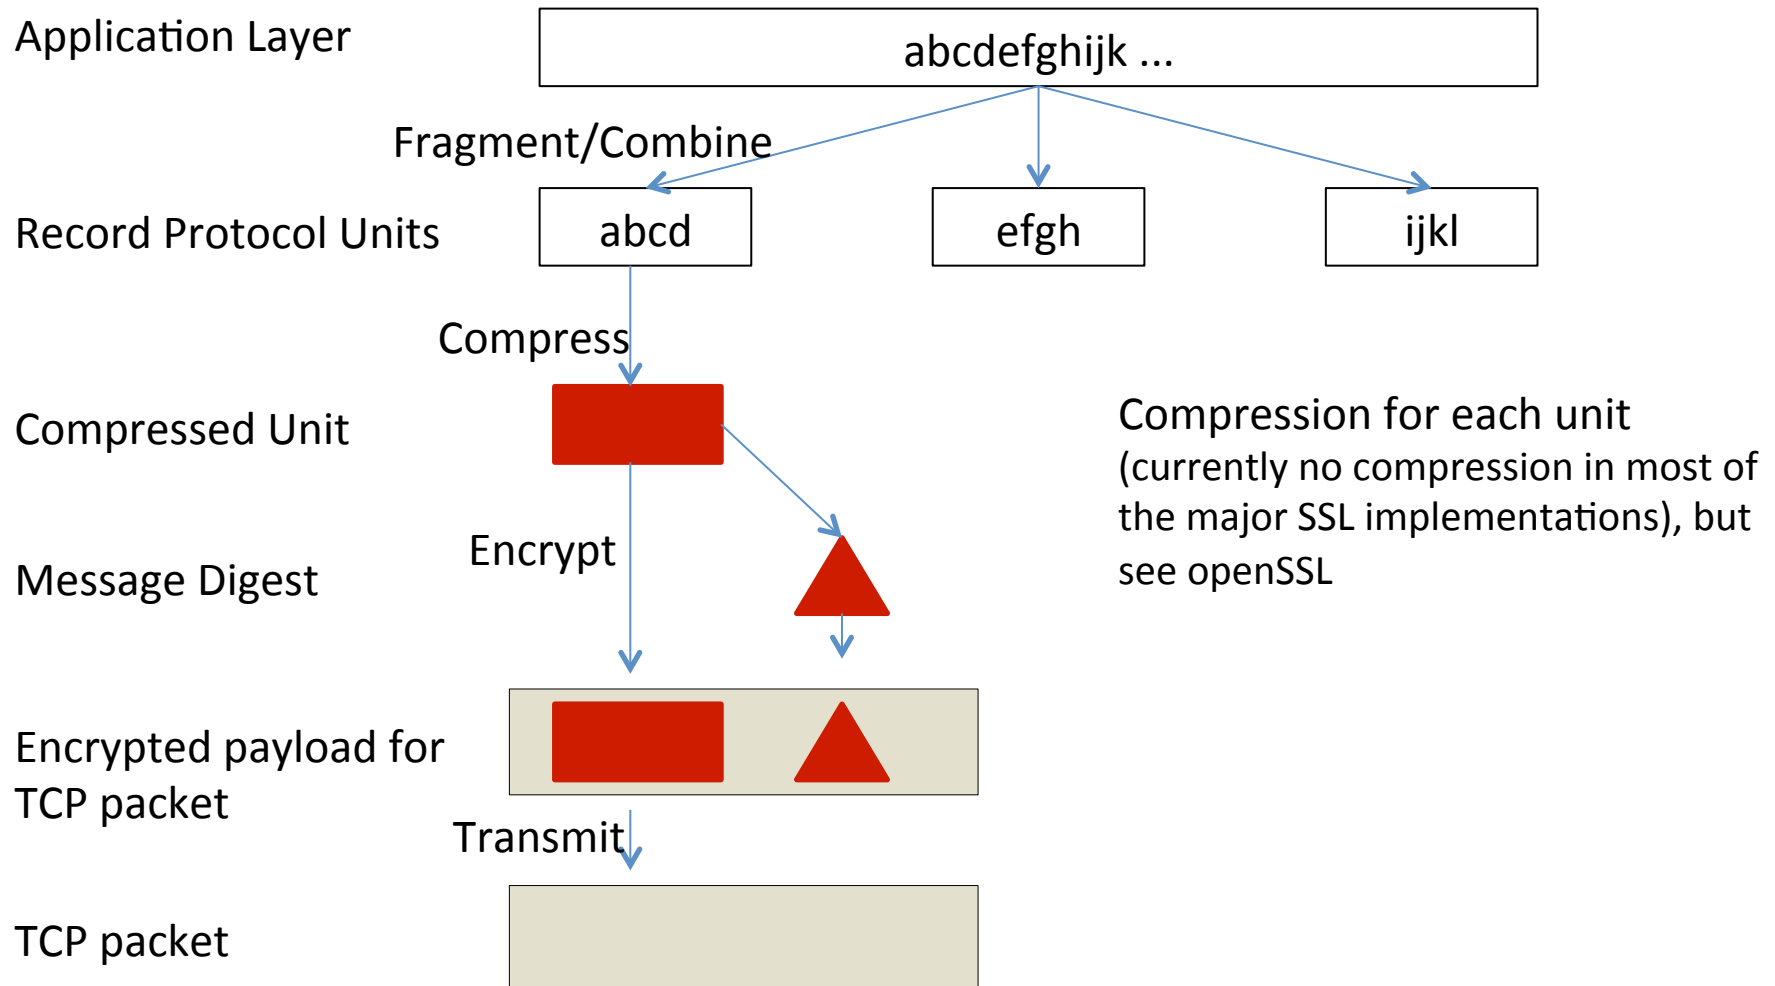 Application Layer
abcdefghijk ...
Fragment/Combine
Record Protocol Units
abcd
efgh
ijkl
Compress
Compressed Unit
Compression for each unit
(currently no compression in most of
the major SSL implementations), but
see openSSL
Encrypt
Message Digest
Encrypted payload for
TCP packet
Transmit
TCP packet